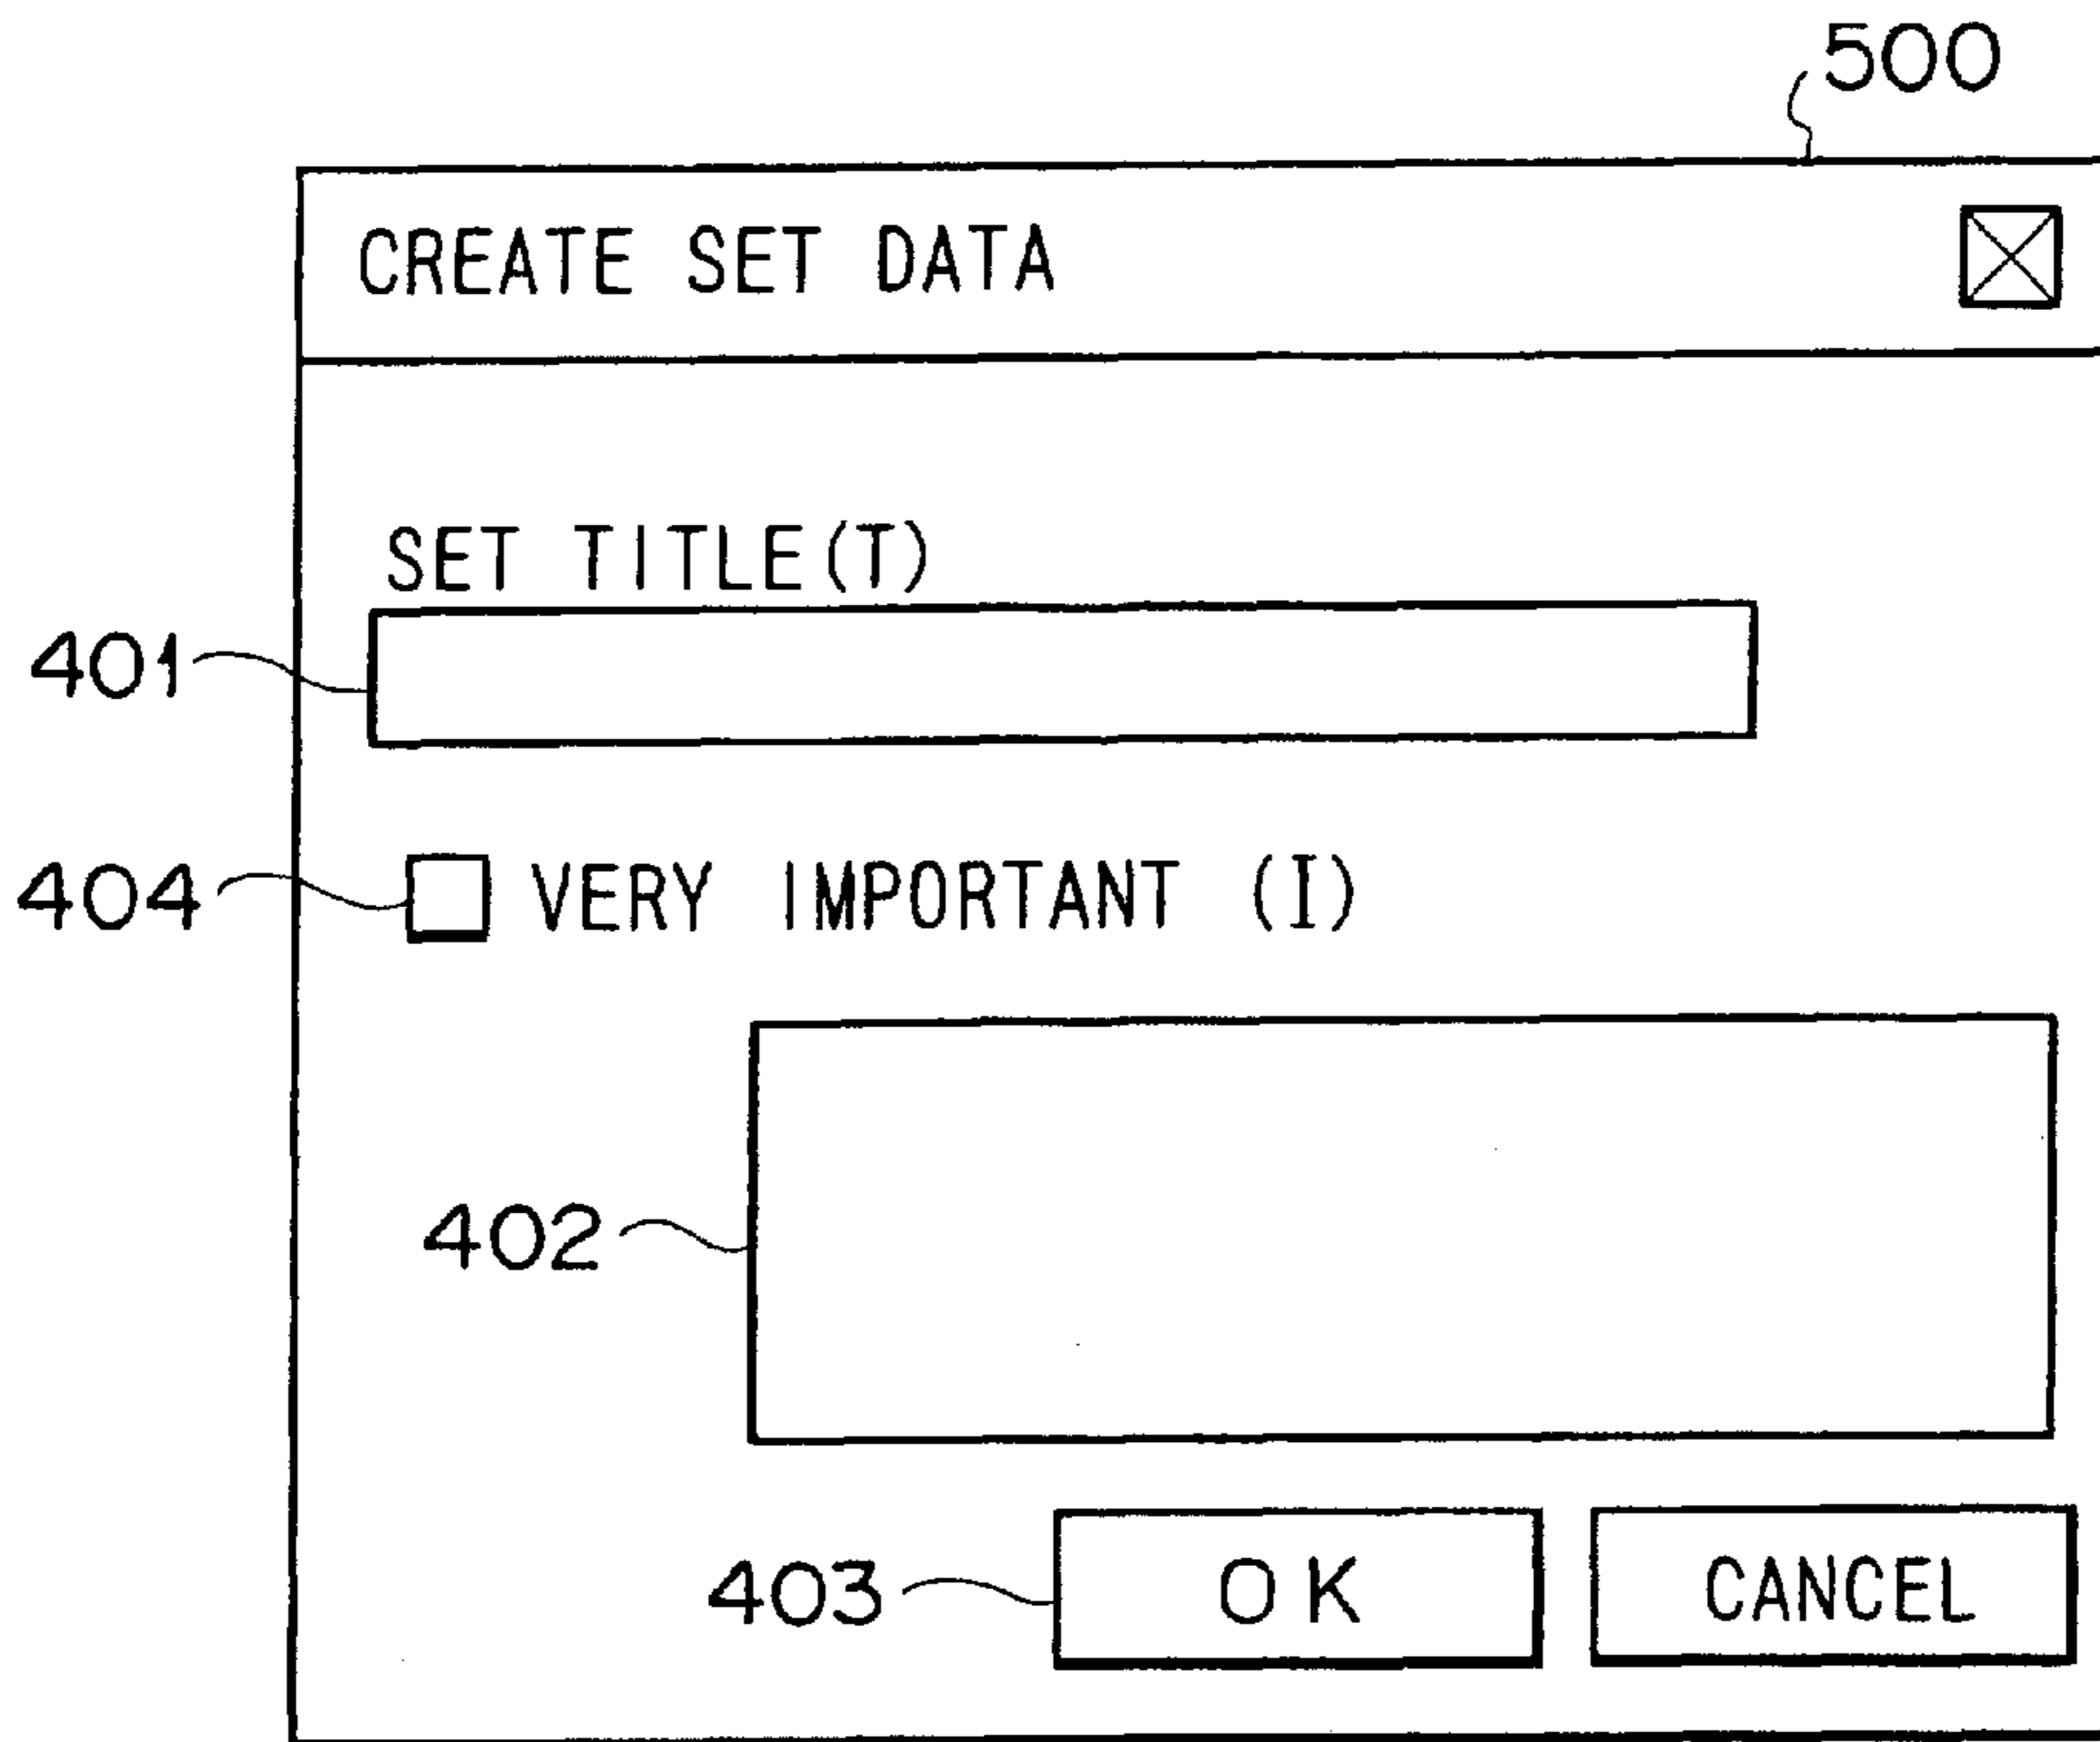 500
CREATE SET DATA
SET TITLE(T)
401
404 VERY IMPORTANT (I)
402
403 OK CANCEL